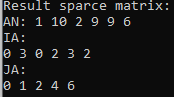 Result sparce matrix:
AN: 1 10 2 9 9 6
IA:
0 3 0 2 3 2
JA:
0 1 2 4 6